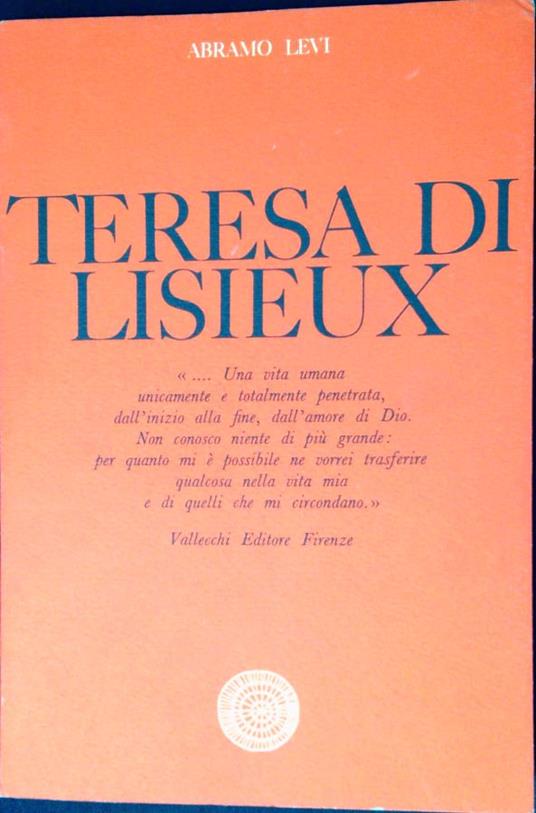 ABRAMO LEVI
TERESA DI
LISIEUX
« .... Una vita umana
unicamente e totalmente penetrata,
dall'inizio alla fine, dall'amore di Dio.
Non conosco niente di più grande:
per quanto mi è possibile ne vorrei trasferire
qualcosa nella vita mia
e di quelli che mi circondano.»
Vallecchi Editore Firenze